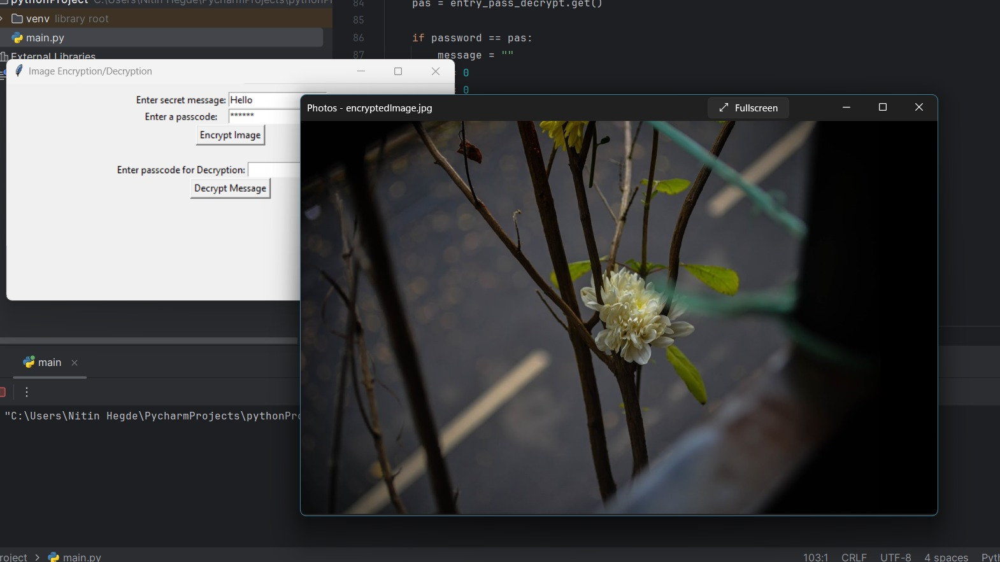 pythonProject C:\Users\Nitin Hegde\PycharmProjects\pythonPr
venv library root
main.py
External Libraries
84 pas = entry_pass_decrypt.get()
85
86 if password == pas:
87 message = ""
0
0
Image Encryption/Decryption
Enter secret message: Hello
Enter a passcode: ******
Encrypt Image
Enter passcode for Decryption:
Decrypt Message
Photos - encryptedImage.jpg
Fullscreen
main
"C:\Users\Nitin Hegde\PycharmProjects\pythonPro
roject > main.py
103:1 CRLF UTF-8 4 spaces Pyth